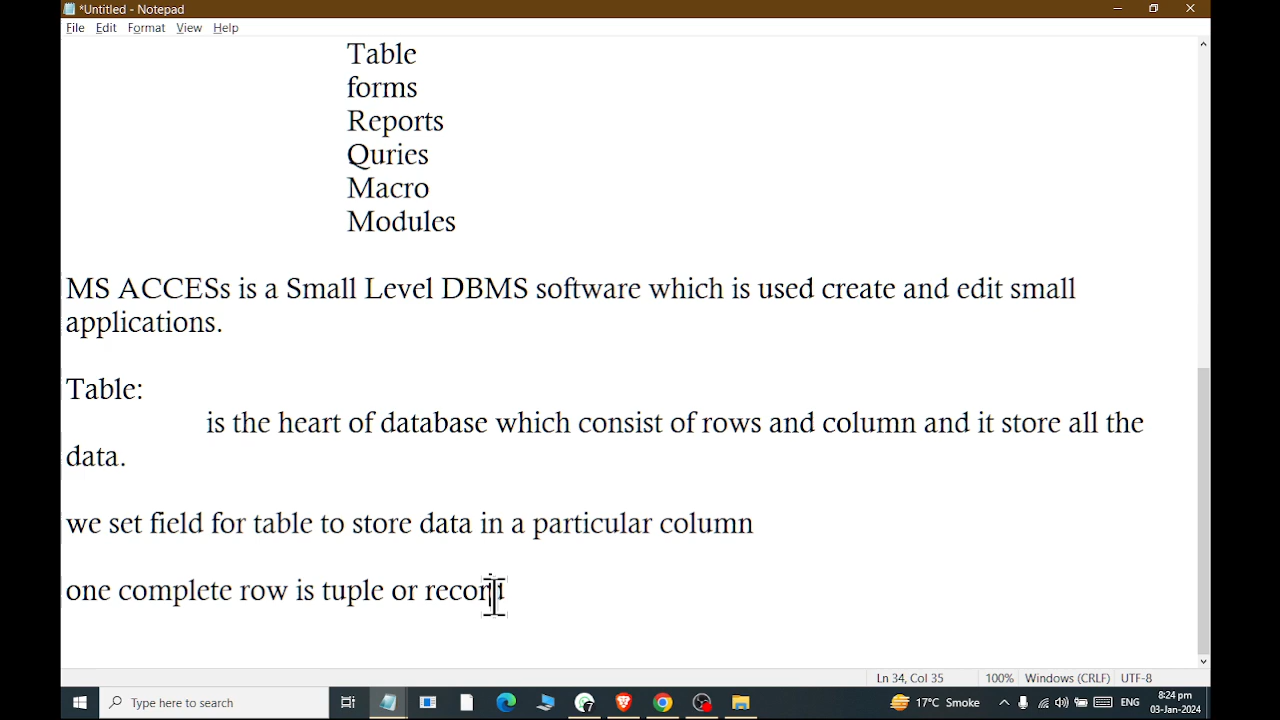 *Untitled - Notepad
File Edit Format View Help
Table
forms
Reports
Quries
Macro
Modules
MS ACCESs is a Small Level DBMS software which is used create and edit small
applications.
Table:
is the heart of database which consist of rows and column and it store all the
data.
we set field for table to store data in a particular column
one complete row is tuple or record
Ln 34, Col 35 100% Windows (CRLF) UTF-8
Type here to search
17°C Smoke
ENG
8:24 pm
03-Jan-2024